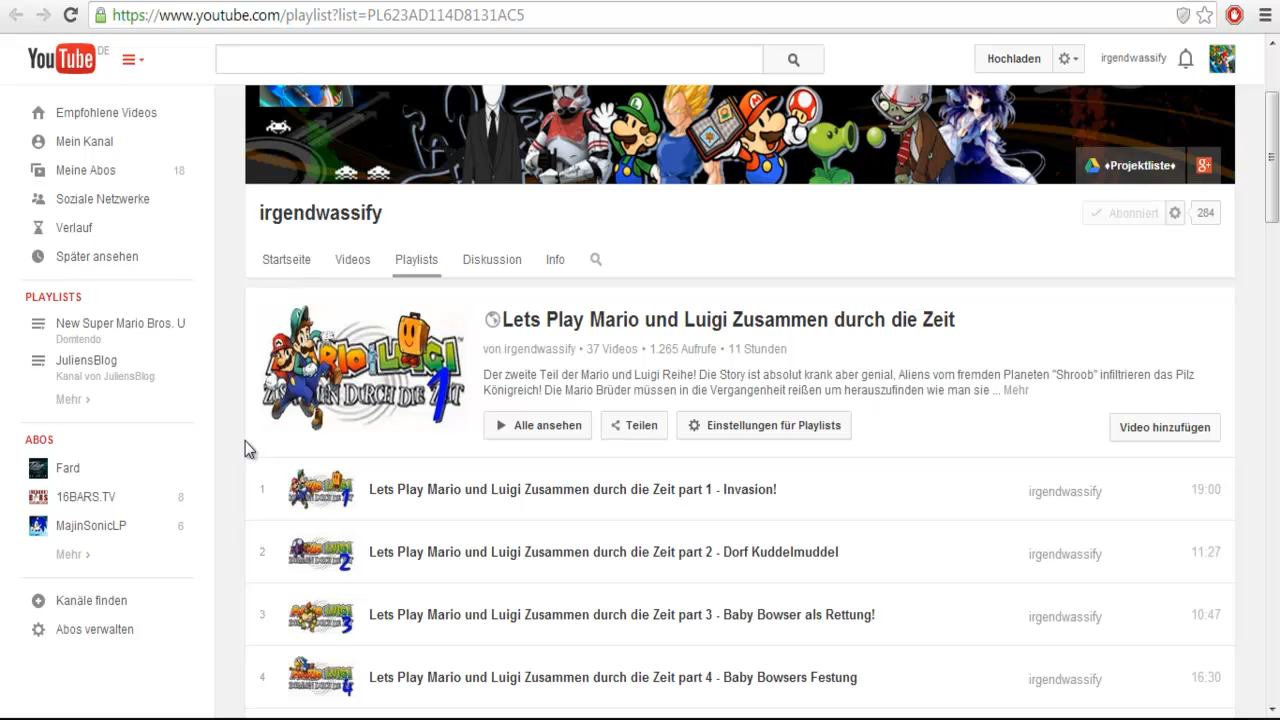 https://www.youtube.com/playlist?list=PL623AD114D8131AC5
YouTube DE
Hochladen
irgendwassify
Empfohlene Videos
Mein Kanal
Meine Abos 18
Soziale Netzwerke
Verlauf
Später ansehen
PLAYLISTS
New Super Mario Bros. U
Domtendo
JuliensBlog
Kanal von JuliensBlog
Mehr ›
ABOS
Fard
16BARS.TV 8
MajinSonicLP 6
Mehr ›
Kanäle finden
Abos verwalten
♦Projektliste♦
irgendwassify
Abonniert 284
Startseite Videos Playlists Diskussion Info
Lets Play Mario und Luigi Zusammen durch die Zeit
von irgendwassify • 37 Videos • 1.265 Aufrufe • 11 Stunden
Der zweite Teil der Mario und Luigi Reihe! Die Story ist absolut krank aber genial, Aliens vom fremden Planeten "Shroob" infiltrieren das Pilz
Königreich! Die Mario Brüder müssen in die Vergangenheit reißen um herauszufinden wie man sie ... Mehr
Alle ansehen Teilen Einstellungen für Playlists Video hinzufügen
1 Lets Play Mario und Luigi Zusammen durch die Zeit part 1 - Invasion! irgendwassify 19:00
2 Lets Play Mario und Luigi Zusammen durch die Zeit part 2 - Dorf Kuddelmuddel irgendwassify 11:27
3 Lets Play Mario und Luigi Zusammen durch die Zeit part 3 - Baby Bowser als Rettung! irgendwassify 10:47
4 Lets Play Mario und Luigi Zusammen durch die Zeit part 4 - Baby Bowsers Festung irgendwassify 16:30